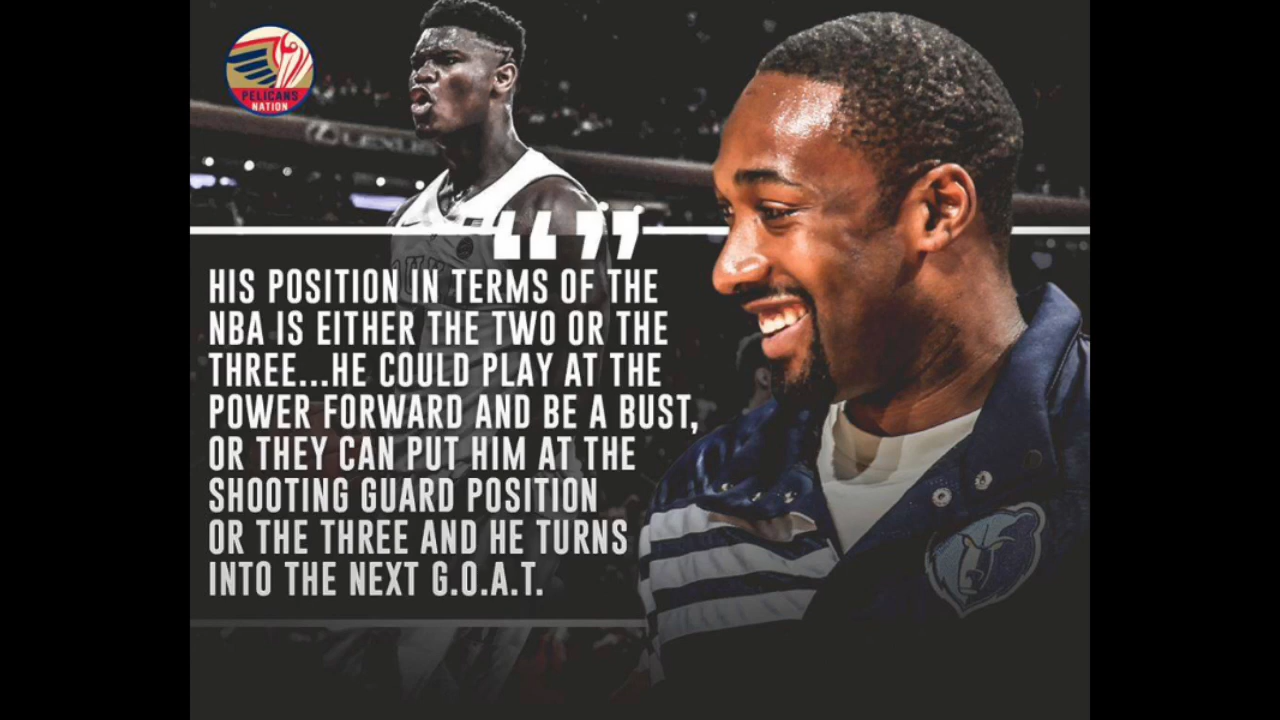 PELICANS
NATION
LEXUS
“ ”
HIS POSITION IN TERMS OF THE
NBA IS EITHER THE TWO OR THE
THREE...HE COULD PLAY AT THE
POWER FORWARD AND BE A BUST,
OR THEY CAN PUT HIM AT THE
SHOOTING GUARD POSITION
OR THE THREE AND HE TURNS
INTO THE NEXT G.O.A.T.